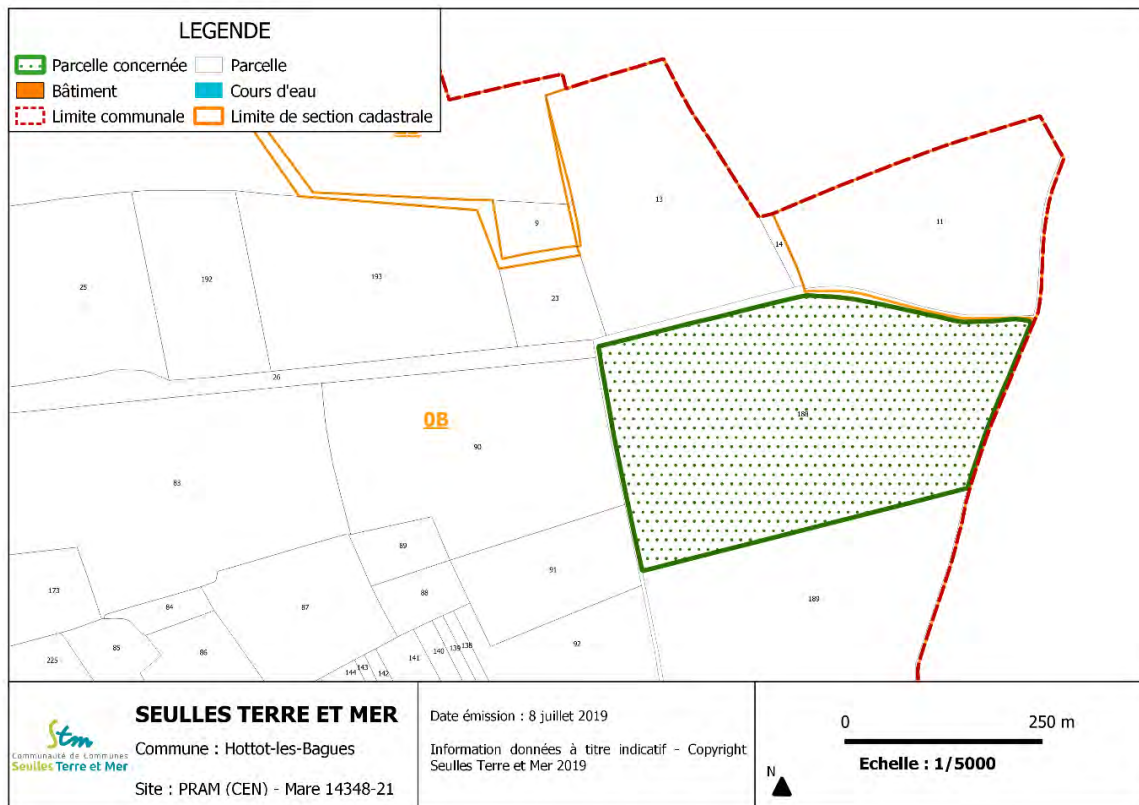 LEGENDE
Parcelle concernée Parcelle
Bâtiment Cours d'eau
Limite communale Limite de section cadastrale
13
11
9
14
25
192
193
23
26
0B
188
90
83
89
91
173
88
84
87
189
85
86
225
92
141
140
139
138
144
143
142
Stm
Communauté de Communes
Seulles Terre et Mer
SEULLES TERRE ET MER
Commune : Hottot-les-Bagues
Site : PRAM (CEN) - Mare 14348-21
Date émission : 8 juillet 2019
Information données à titre indicatif - Copyright
Seulles Terre et Mer 2019
0 250 m
Echelle : 1/5000
N